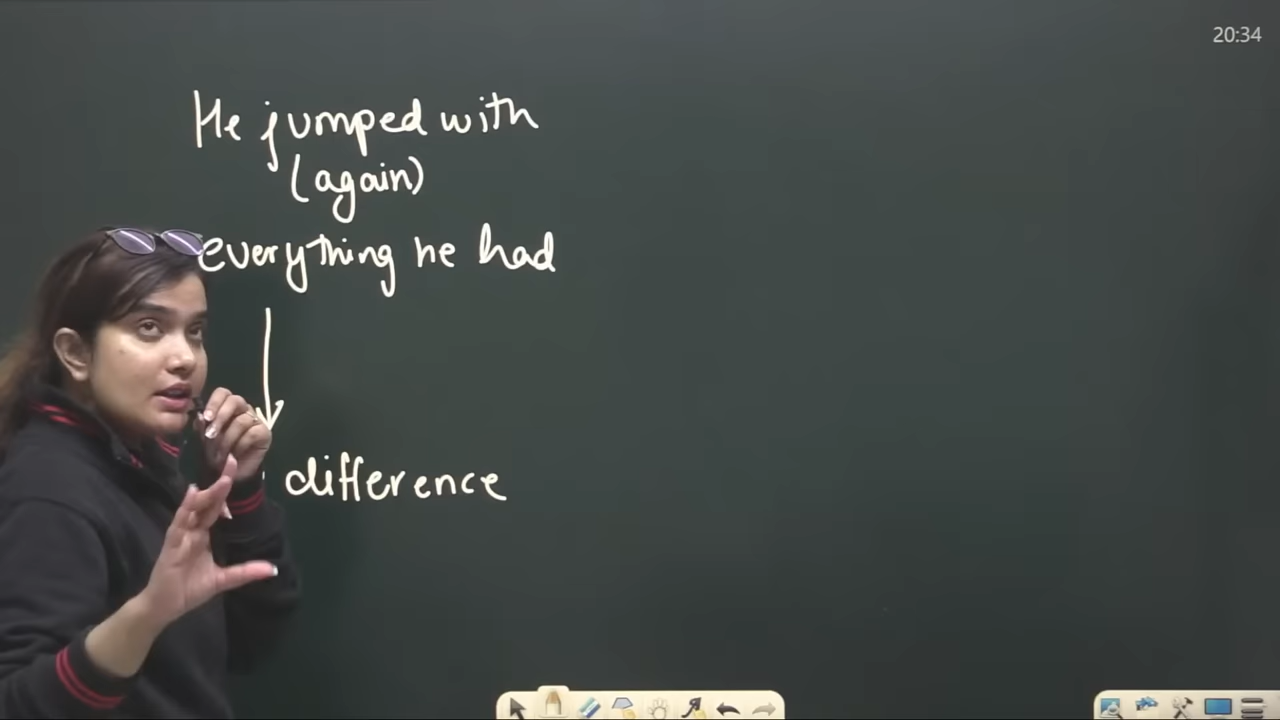 20:34
He jumped with
(again)
everything he had
difference